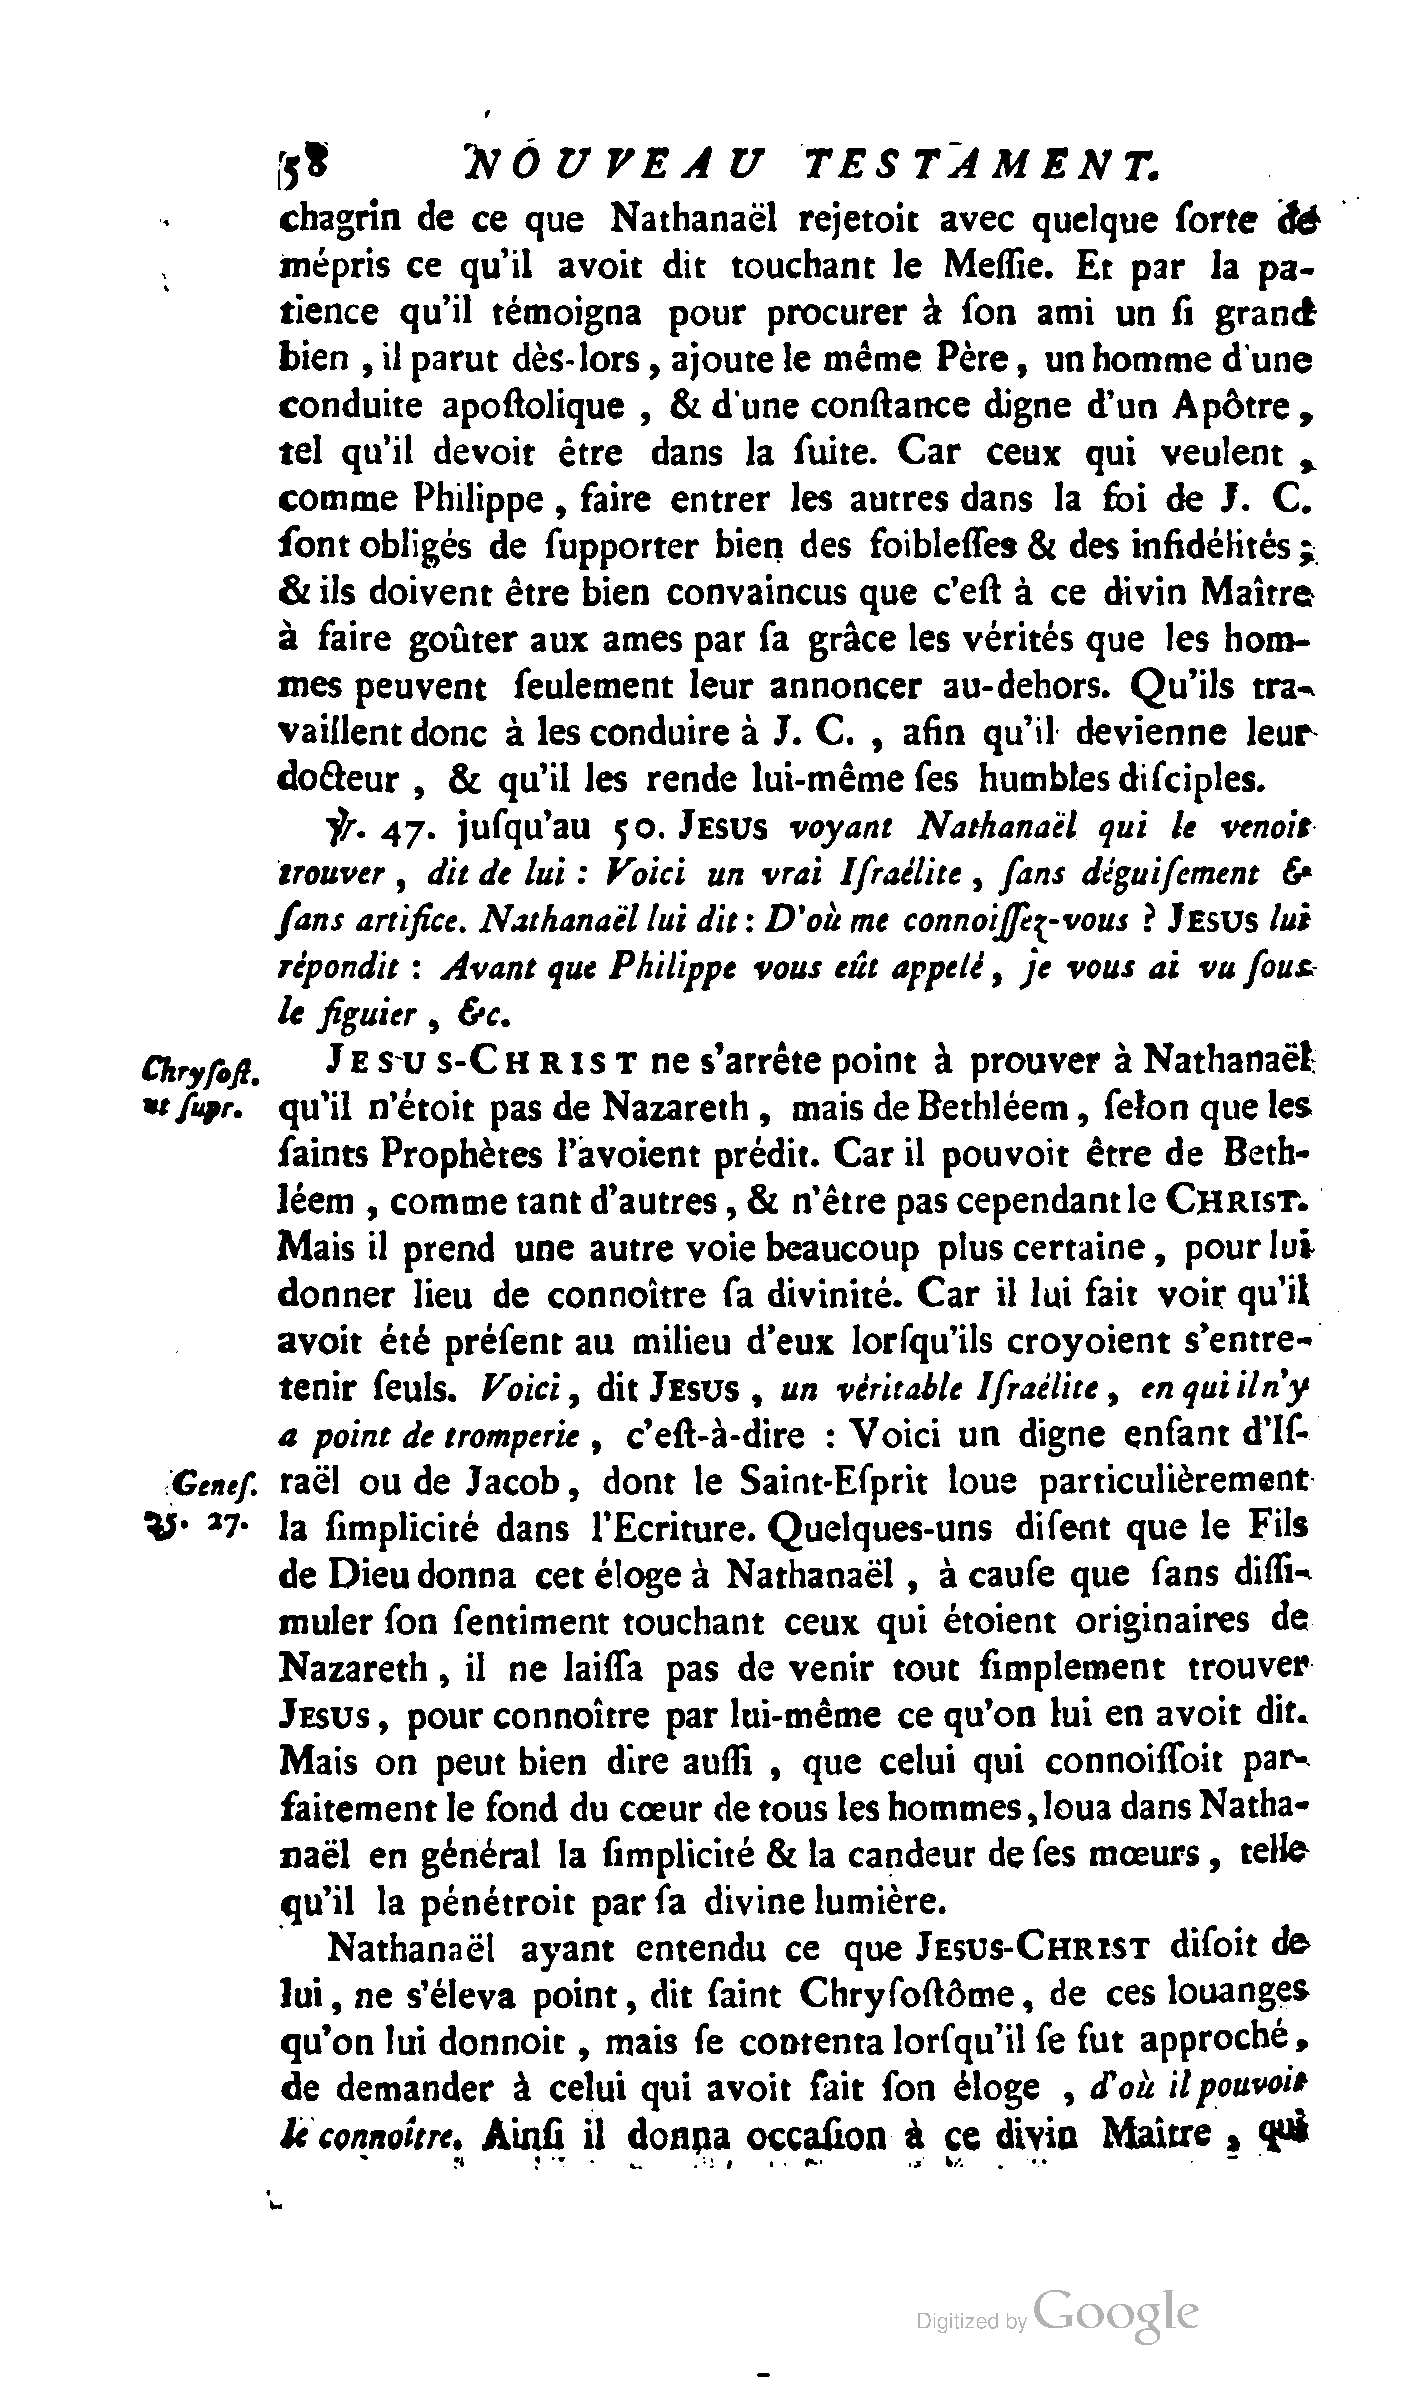 58 NOUVEAU TESTAMENT.
chagrin de ce que Nathanaël rejetoit avec quelque ſorte de
mépris ce qu'il avoit dit touchant le Meſſie. Et par la pa-
tience qu'il témoigna pour procurer à ſon ami un ſi grand
bien , il parut dès-lors , ajoute le même Père , un homme d'une
conduite apoſtolique , & d'une conſtance digne d'un Apôtre ,
tel qu'il devoit être dans la ſuite. Car ceux qui veulent ,
comme Philippe , faire entrer les autres dans la foi de J. C.
ſont obligés de ſupporter bien des foibleſſes & des infidélités ;
& ils doivent être bien convaincus que c'eſt à ce divin Maître
à faire goûter aux ames par ſa grâce les vérités que les hom-
mes peuvent ſeulement leur annoncer au-dehors. Qu'ils tra-
vaillent donc à les conduire à J. C. , afin qu'il devienne leur
docteur , & qu'il les rende lui-même ſes humbles diſciples.
℣. 47. juſqu'au 50. JESUS voyant Nathanaël qui le venoit
trouver , dit de lui : Voici un vrai Iſraélite , ſans déguiſement &
ſans artifice. Nathanaël lui dit : D'où me connoiſſez-vous ? JESUS lui
répondit : Avant que Philippe vous eût appelé , je vous ai vu ſous
le figuier , &c.
Chryſoſt. JESUS-CHRIST ne s'arrête point à prouver à Nathanaël
ut ſupr. qu'il n'étoit pas de Nazareth , mais de Bethléem , ſelon que les
ſaints Prophètes l'avoient prédit. Car il pouvoit être de Beth-
léem , comme tant d'autres , & n'être pas cependant le CHRIST.
Mais il prend une autre voie beaucoup plus certaine , pour lui
donner lieu de connoître ſa divinité. Car il lui fait voir qu'il
avoit été préſent au milieu d'eux lorſqu'ils croyoient s'entre-
tenir ſeuls. Voici , dit JESUS , un véritable Iſraélite , en qui il n'y
a point de tromperie , c'eſt-à-dire : Voici un digne enfant d'Iſ-
Geneſ. raël ou de Jacob , dont le Saint-Eſprit loue particulièrement
25. 27. la ſimplicité dans l'Ecriture. Quelques-uns diſent que le Fils
de Dieu donna cet éloge à Nathanaël , à cauſe que ſans diſſi-
muler ſon ſentiment touchant ceux qui étoient originaires de
Nazareth , il ne laiſſa pas de venir tout ſimplement trouver
JESUS , pour connoître par lui-même ce qu'on lui en avoit dit.
Mais on peut bien dire auſſi , que celui qui connoiſſoit par-
faitement le fond du cœur de tous les hommes , loua dans Natha-
naël en général la ſimplicité & la candeur de ſes mœurs , telle
qu'il la pénétroit par ſa divine lumière.
Nathanaël ayant entendu ce que JESUS-CHRIST diſoit de
lui , ne s'éleva point , dit ſaint Chryſoſtôme , de ces louanges
qu'on lui donnoit , mais ſe contenta lorſqu'il ſe fut approché ,
de demander à celui qui avoit fait ſon éloge , d'où il pouvoit
le connoître. Ainſi il donna occaſion à ce divin Maître , qui
Digitized by Google